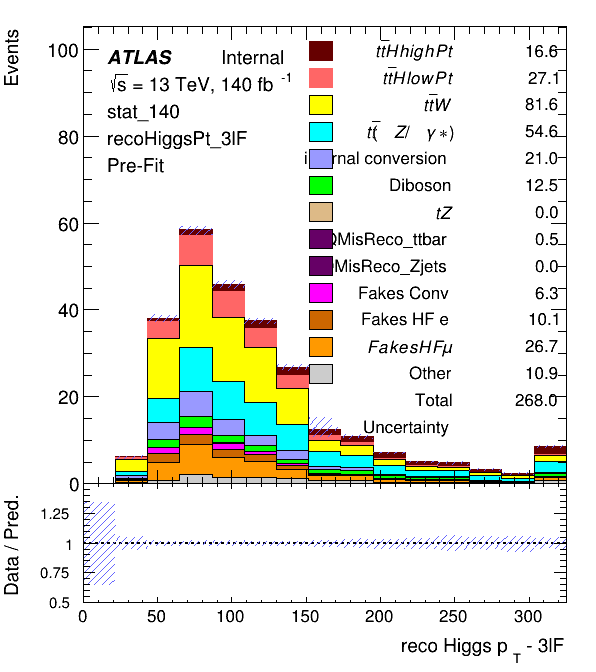 Events
100
80
60
40
20
0
ATLAS Internal
√s = 13 TeV, 140 fb⁻¹
stat_140
recoHiggsPt_3lF
Pre-Fit
tt̅HhighPt 16.6
tt̅HlowPt 27.1
tt̅W 81.6
tt̅( Z/ γ*) 54.6
rnal conversion 21.0
Diboson 12.5
tZ 0.0
QMisReco_ttbar 0.5
QMisReco_Zjets 0.0
Fakes Conv 6.3
Fakes HF e 10.1
FakesHFμ 26.7
Other 10.9
Total 268.0
Uncertainty
Data / Pred.
1.25
1
0.75
0.5
0 50 100 150 200 250 300
reco Higgs p_T - 3lF